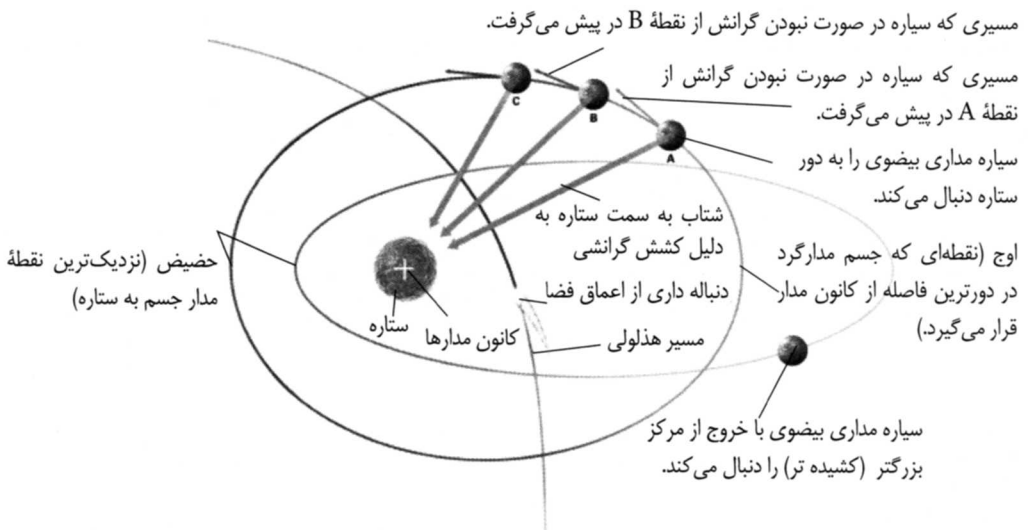 مسیری که سیاره در صورت نبودن گرانش از نقطهٔ B در پیش می‌گرفت.
مسیری که سیاره در صورت نبودن گرانش از
نقطهٔ A در پیش می‌گرفت.
C
B
A
سیاره مداری بیضوی را به دور
ستاره دنبال می‌کند.
شتاب به سمت ستاره به
دلیل کشش گرانشی
اوج (نقطه‌ای که جسم مدارگرد
در دورترین فاصله از کانون مدار
قرار می‌گیرد.)
حضیض (نزدیک‌ترین نقطهٔ
مدار جسم به ستاره)
دنباله داری از اعماق فضا
ستاره
کانون مدارها
مسیر هذلولی
سیاره مداری بیضوی با خروج از مرکز
بزرگتر (کشیده تر) را دنبال می‌کند.